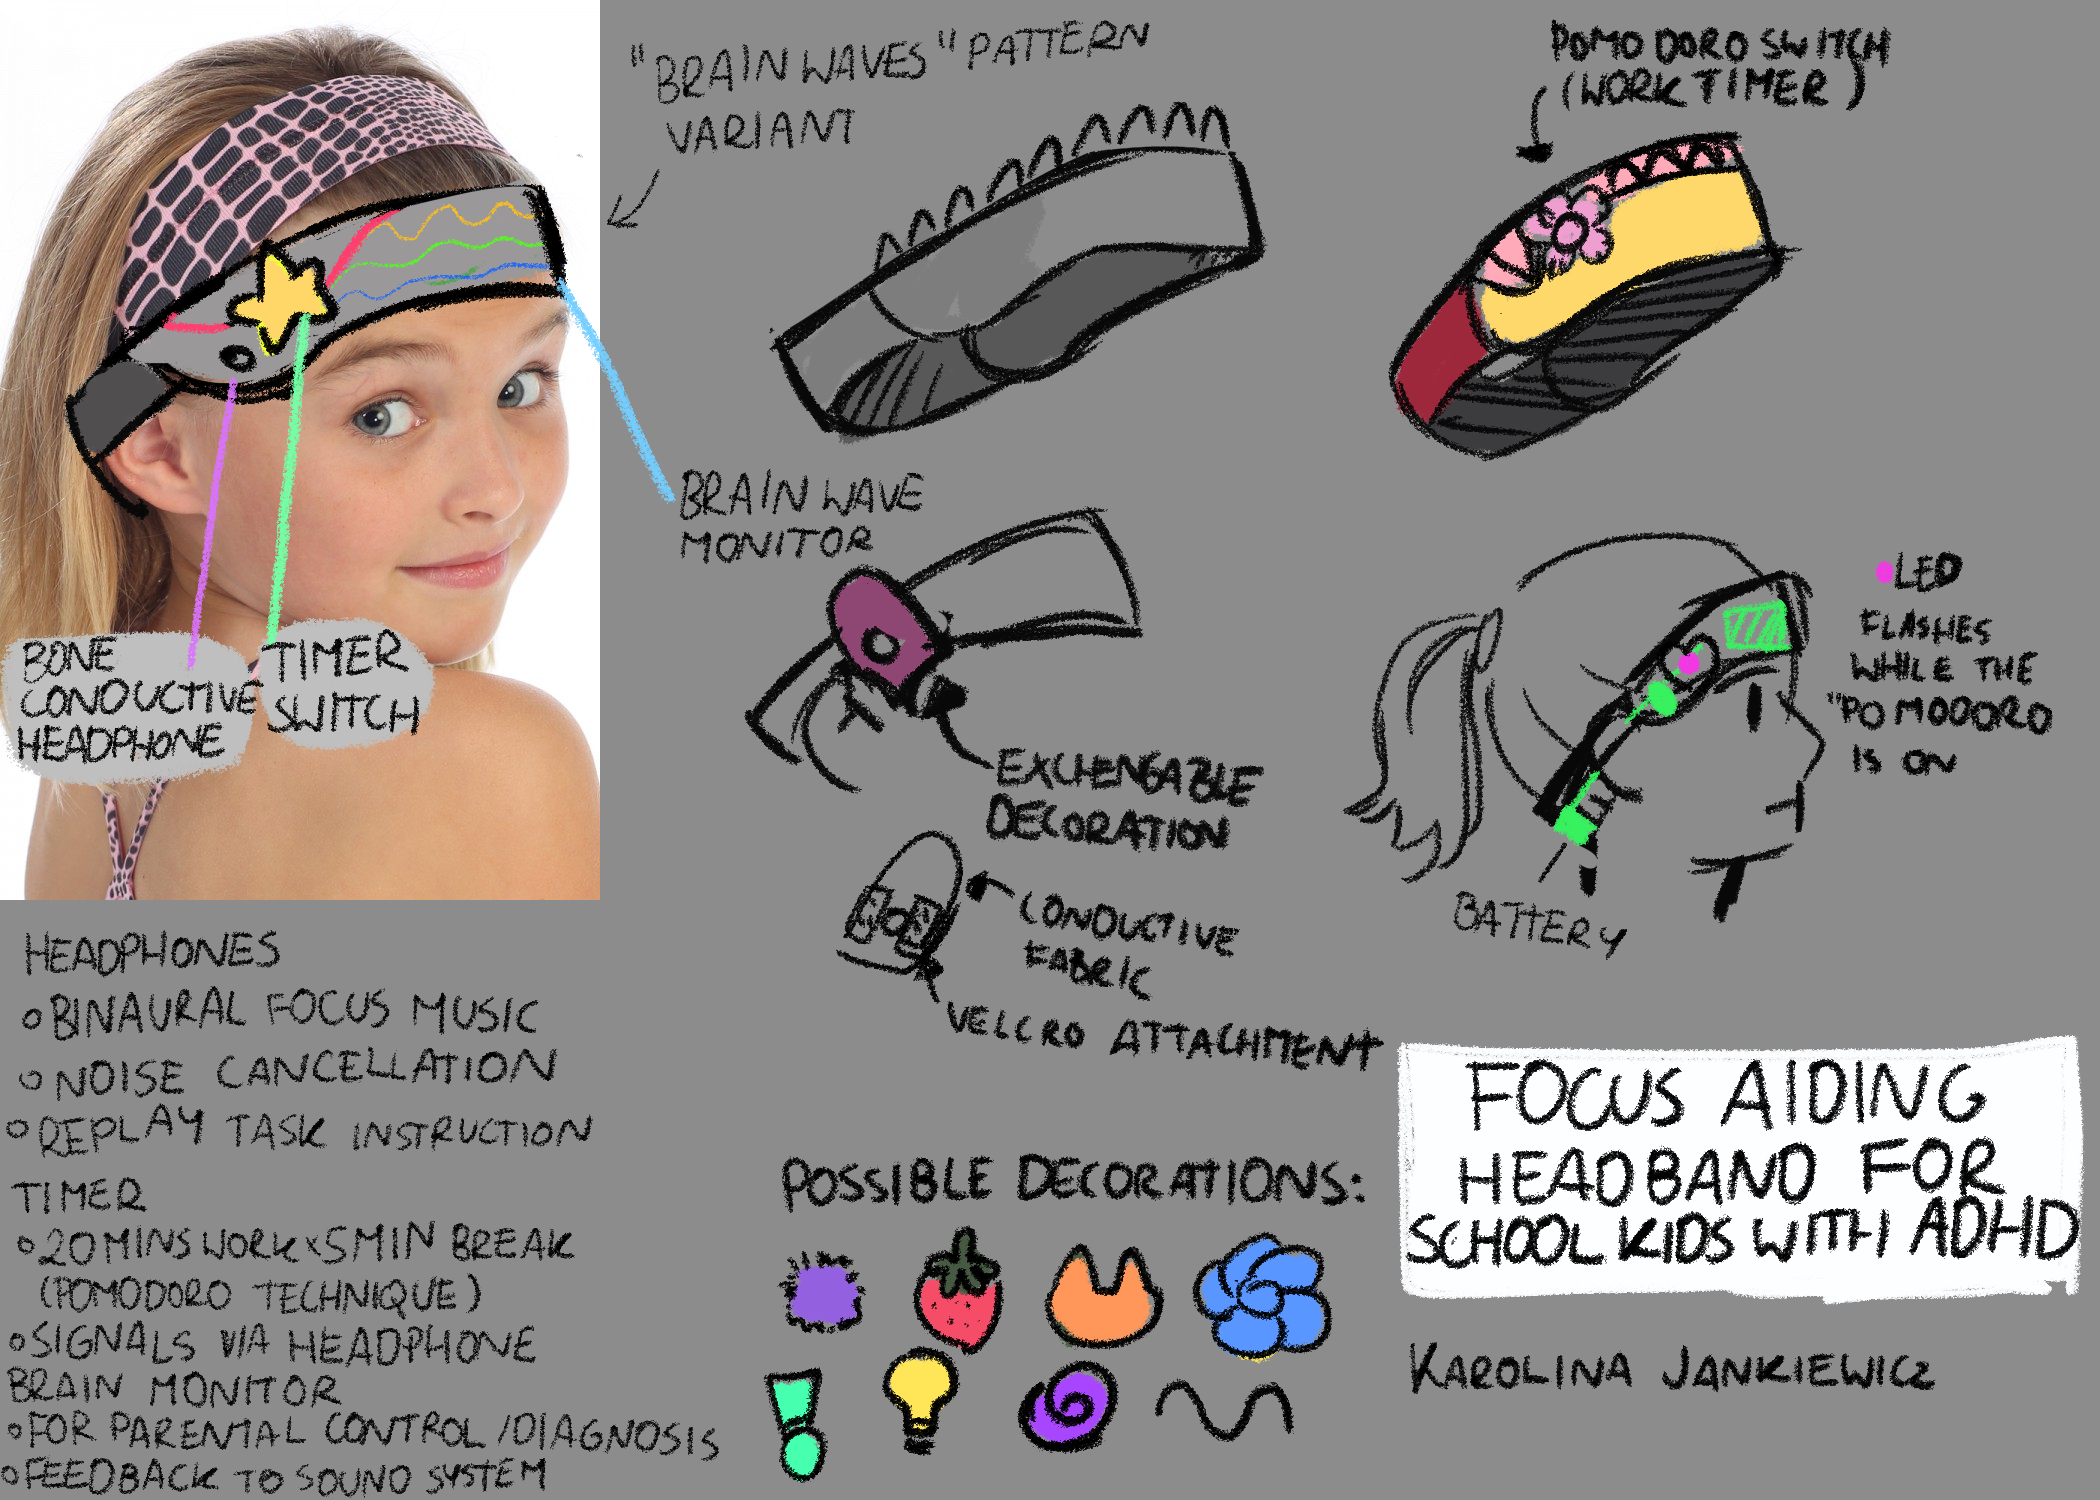 "BRAIN WAVES" PATTERN
VARIANT
POMODORO SWITCH
(WORK TIMER)
BRAIN WAVE
MONITOR
LED
FLASHES
WHILE THE
"POMODORO
IS ON
BONE
CONDUCTIVE
HEADPHONE
TIMER
SWITCH
EXCHENGABLE
DECORATION
CONDUCTIVE
FABRIC
VELCRO ATTACHMENT
BATTERY
HEADPHONES
BINAURAL FOCUS MUSIC
NOISE CANCELLATION
REPLAY TASK INSTRUCTION
TIMER
20 MINS WORK x 5 MIN BREAK
(POMODORO TECHNIQUE)
SIGNALS VIA HEADPHONE
BRAIN MONITOR
FOR PARENTAL CONTROL / DIAGNOSIS
FEEDBACK TO SOUND SYSTEM
POSSIBLE DECORATIONS:
FOCUS AIDING
HEADBAND FOR
SCHOOL KIDS WITH ADHD
KAROLINA JANKIEWICZ